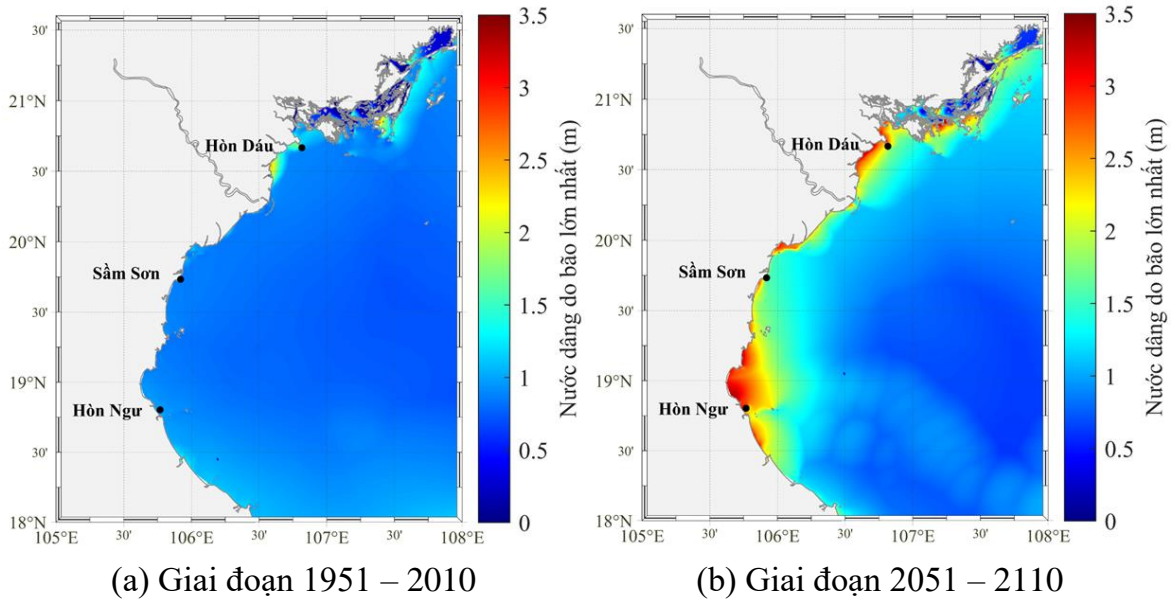 30'
21°N
30'
20°N
30'
19°N
30'
18°N
105°E
30'
106°E
30'
107°E
30'
108°E
Hòn Dáu
Sầm Sơn
Hòn Ngư
3.5
3
2.5
2
1.5
1
0.5
0
Nước dâng do bão lớn nhất (m)
(a) Giai đoạn 1951 – 2010
30'
21°N
30'
20°N
30'
19°N
30'
18°N
105°E
30'
106°E
30'
107°E
30'
108°E
Hòn Dáu
Sầm Sơn
Hòn Ngư
3.5
3
2.5
2
1.5
1
0.5
0
Nước dâng do bão lớn nhất (m)
(b) Giai đoạn 2051 – 2110